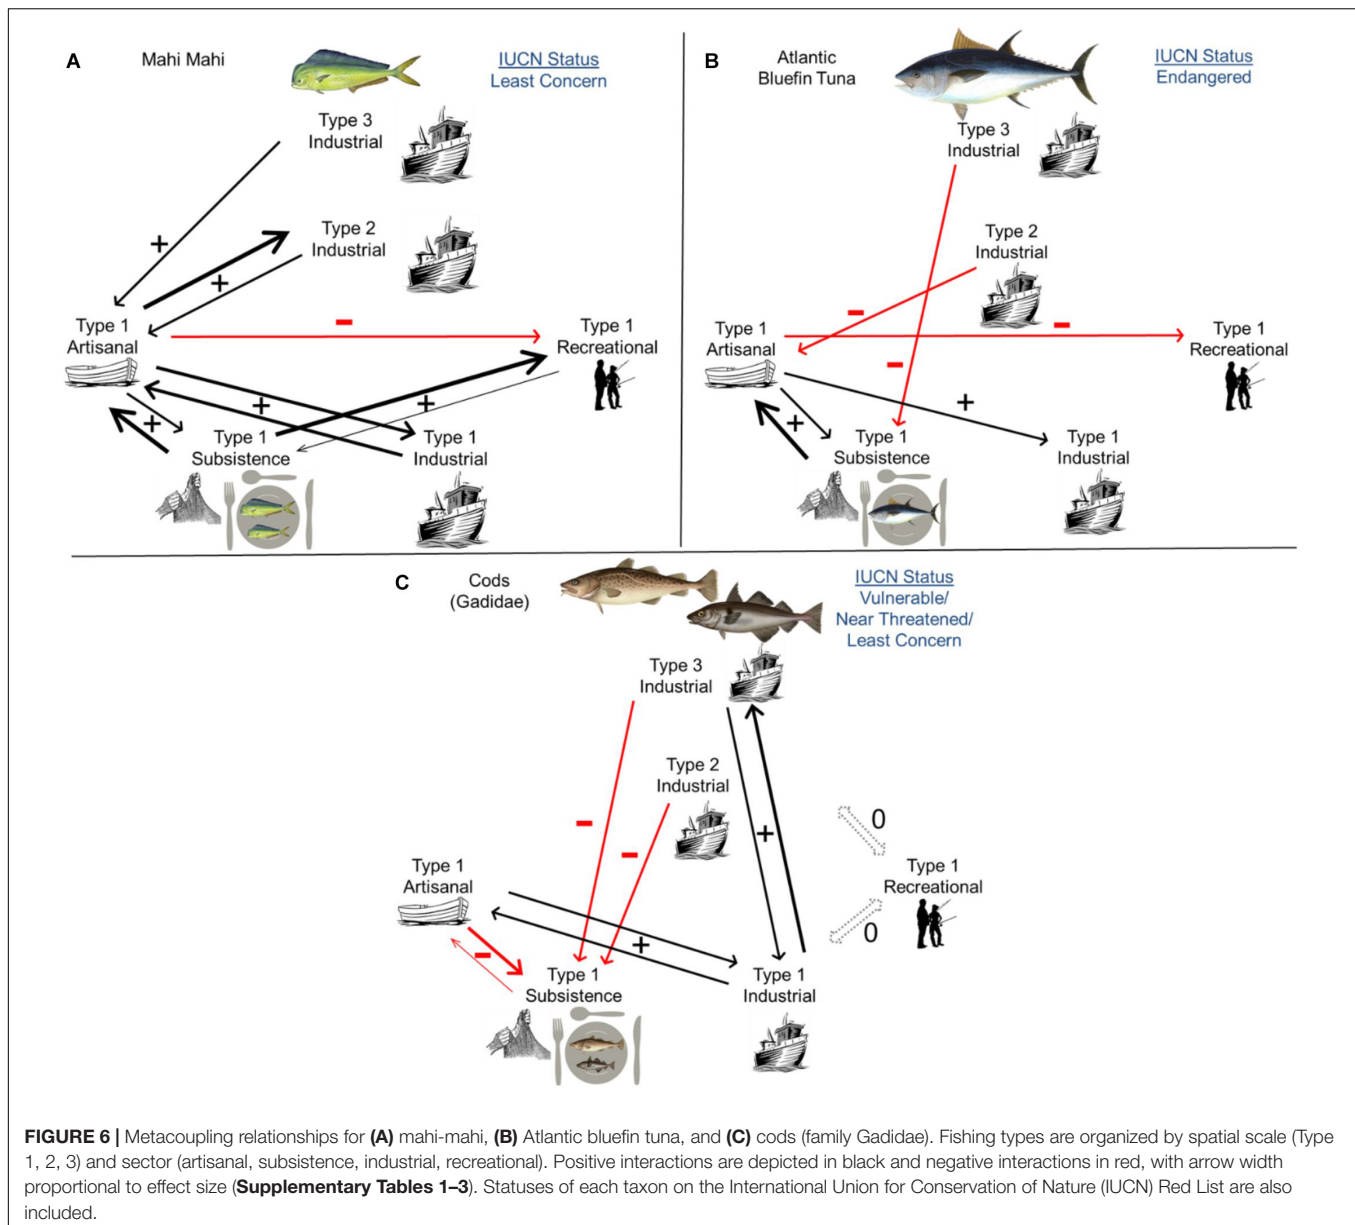 A
Mahi Mahi
IUCN Status
Least Concern
Type 3
Industrial
+
Type 2
Industrial
+
Type 1
Artisanal
-
Type 1
Recreational
+
+
+
Type 1
Subsistence
Type 1
Industrial
B
Atlantic
Bluefin Tuna
IUCN Status
Endangered
Type 3
Industrial
Type 2
Industrial
-
-
Type 1
Artisanal
Type 1
Recreational
-
+
+
Type 1
Subsistence
Type 1
Industrial
C
Cods
(Gadidae)
IUCN Status
Vulnerable/
Near Threatened/
Least Concern
Type 3
Industrial
Type 2
Industrial
-
-
+
0
Type 1
Artisanal
Type 1
Recreational
0
-
+
Type 1
Subsistence
Type 1
Industrial
FIGURE 6 | Metacoupling relationships for (A) mahi-mahi, (B) Atlantic bluefin tuna, and (C) cods (family Gadidae). Fishing types are organized by spatial scale (Type
1, 2, 3) and sector (artisanal, subsistence, industrial, recreational). Positive interactions are depicted in black and negative interactions in red, with arrow width
proportional to effect size (Supplementary Tables 1–3). Statuses of each taxon on the International Union for Conservation of Nature (IUCN) Red List are also
included.